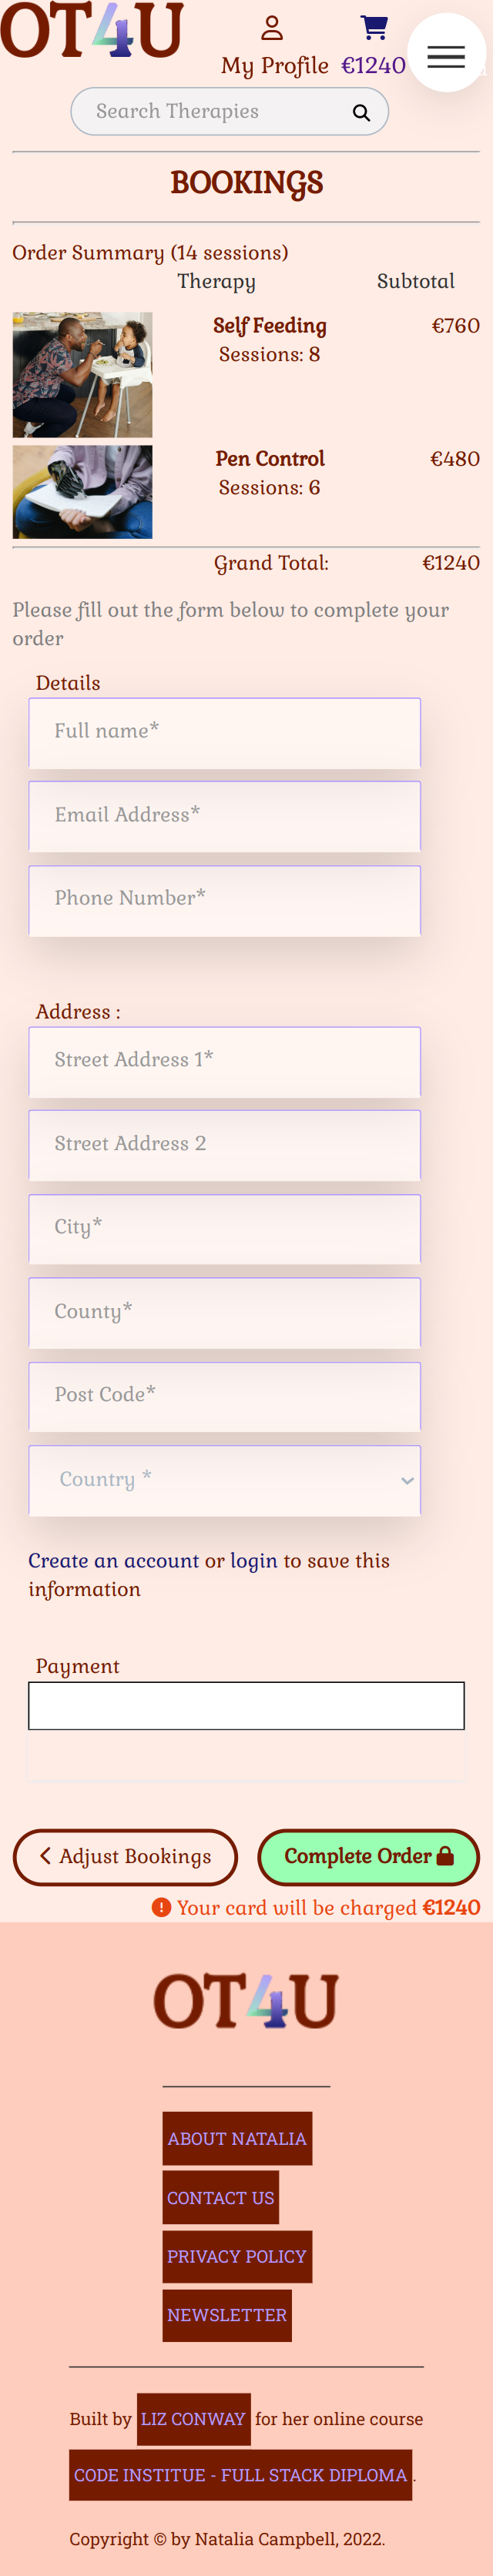 OT4U
My Profile €1240
Search Therapies
BOOKINGS
Order Summary (14 sessions)
Therapy Subtotal
Self Feeding €760
Sessions: 8
Pen Control €480
Sessions: 6
Grand Total: €1240
Please fill out the form below to complete your
order
Details
Full name*
Email Address*
Phone Number*
Address :
Street Address 1*
Street Address 2
City*
County*
Post Code*
Country *
Create an account or login to save this
information
Payment
Adjust Bookings Complete Order
Your card will be charged €1240
OT4U
ABOUT NATALIA
CONTACT US
PRIVACY POLICY
NEWSLETTER
Built by LIZ CONWAY for her online course
CODE INSTITUE - FULL STACK DIPLOMA .
Copyright © by Natalia Campbell, 2022.